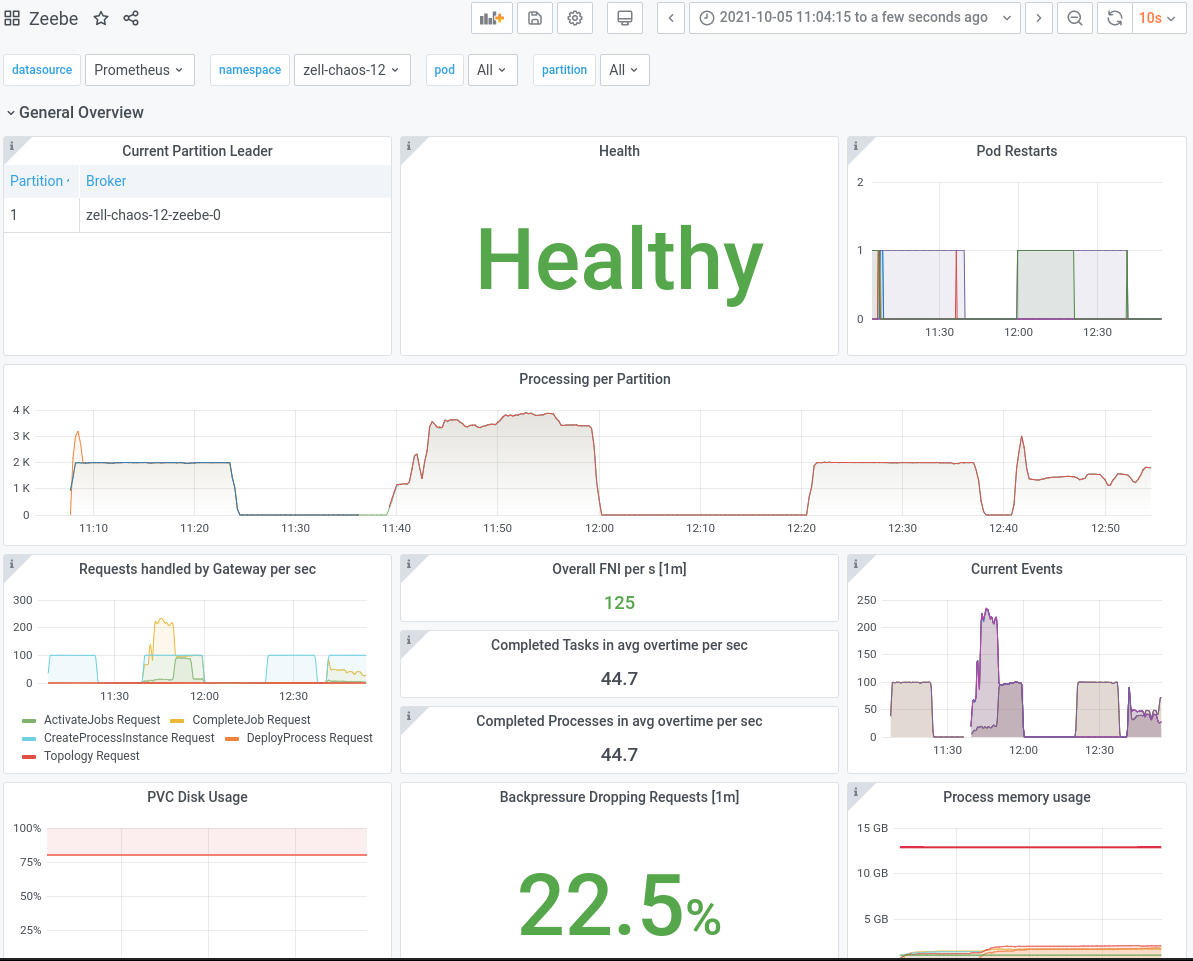 Zeebe
2021-10-05 11:04:15 to a few seconds ago
10s
datasource Prometheus namespace zell-chaos-12 pod All partition All
General Overview
Current Partition Leader
Partition Broker
1 zell-chaos-12-zeebe-0
Health
Healthy
Pod Restarts
2
1
0
11:30 12:00 12:30
Processing per Partition
4 K
3 K
2 K
1 K
0
11:10 11:20 11:30 11:40 11:50 12:00 12:10 12:20 12:30 12:40 12:50
Requests handled by Gateway per sec
300
200
100
0
11:30 12:00 12:30
ActivateJobs Request CompleteJob Request
CreateProcessInstance Request DeployProcess Request
Topology Request
Overall FNI per s [1m]
125
Completed Tasks in avg overtime per sec
44.7
Completed Processes in avg overtime per sec
44.7
Current Events
250
200
150
100
50
0
11:30 12:00 12:30
PVC Disk Usage
100%
75%
50%
25%
Backpressure Dropping Requests [1m]
22.5%
Process memory usage
15 GB
10 GB
5 GB